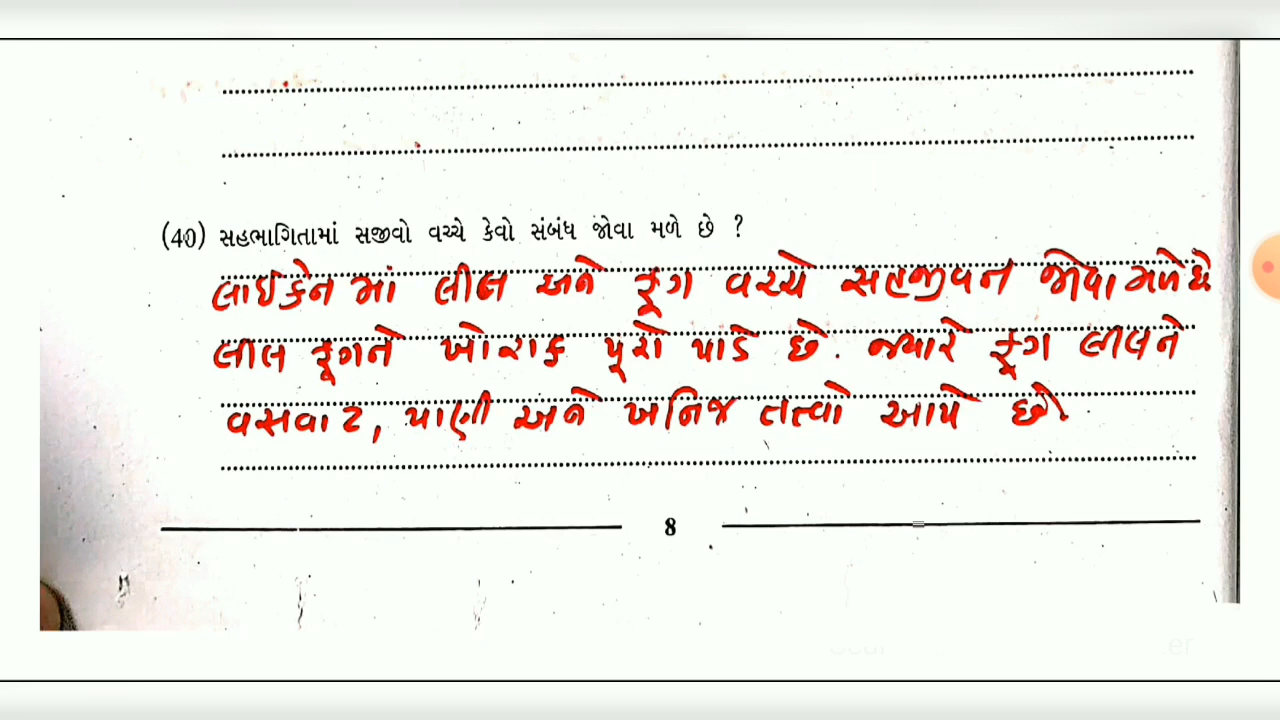 (40) સહભાગિતામાં સજીવો વચ્ચે કેવો સંબંધ જોવા મળે છે ?
લાઈકેન માં લીલ અને ફૂગ વચ્ચે સહજીવન જોવા મળે છે
લીલ ફૂગને ખોરાક પૂરો પાડે છે. જ્યારે ફૂગ લીલને
વસવાટ, પાણી અને ખનિજ તત્વો આપે છે.
8